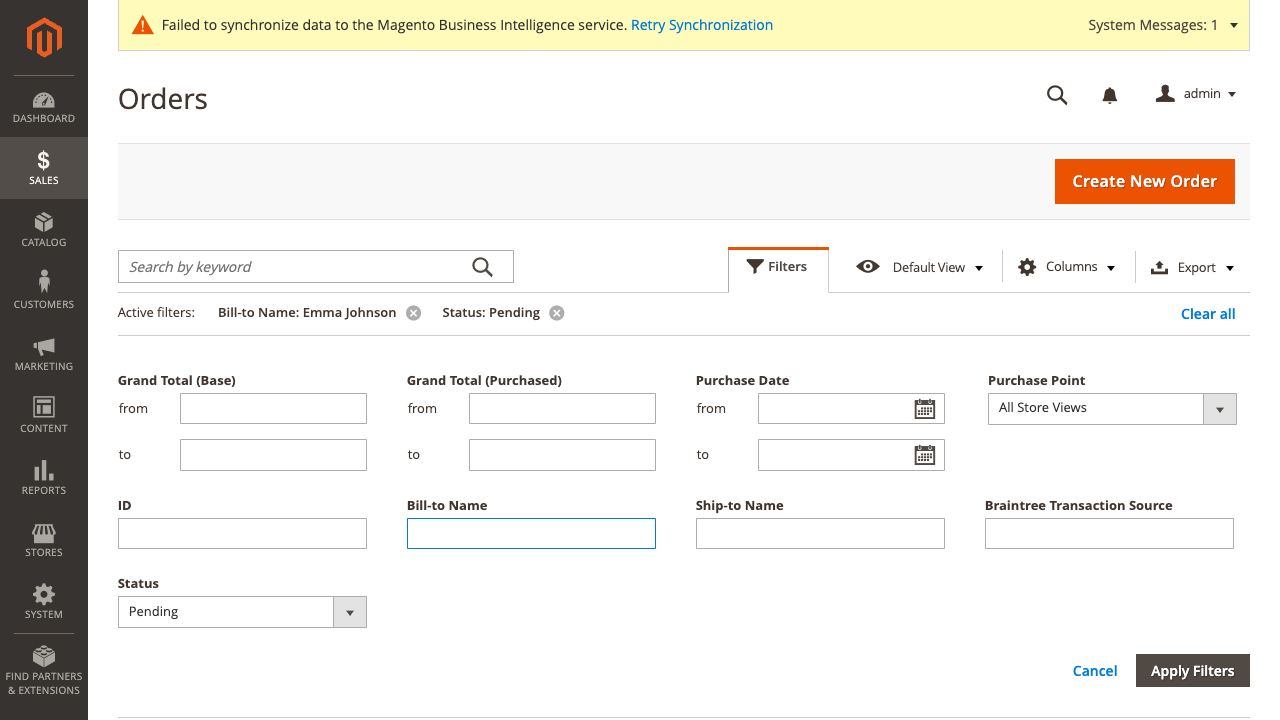 Failed to synchronize data to the Magento Business Intelligence service. Retry Synchronization
System Messages: 1
Orders
admin
DASHBOARD
SALES
CATALOG
CUSTOMERS
MARKETING
CONTENT
REPORTS
STORES
SYSTEM
FIND PARTNERS
& EXTENSIONS
Create New Order
Search by keyword
Filters
Default View
Columns
Export
Active filters: Bill-to Name: Emma Johnson Status: Pending
Clear all
Grand Total (Base)
from
to
Grand Total (Purchased)
from
to
Purchase Date
from
to
Purchase Point
All Store Views
ID
Bill-to Name
Ship-to Name
Braintree Transaction Source
Status
Pending
Cancel
Apply Filters